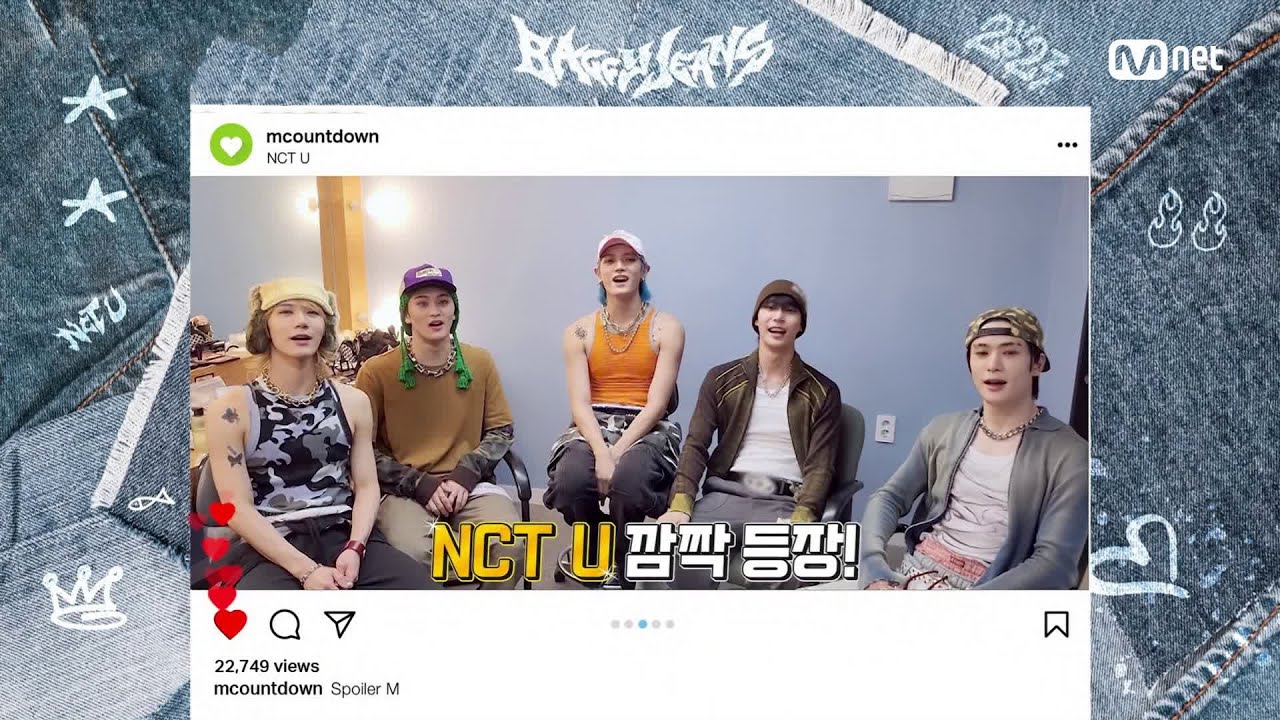 BAGGY JEANS
2023
Mnet
mcountdown
NCT U
NCT U
NCT U 깜짝 등장!
22,749 views
mcountdown Spoiler M